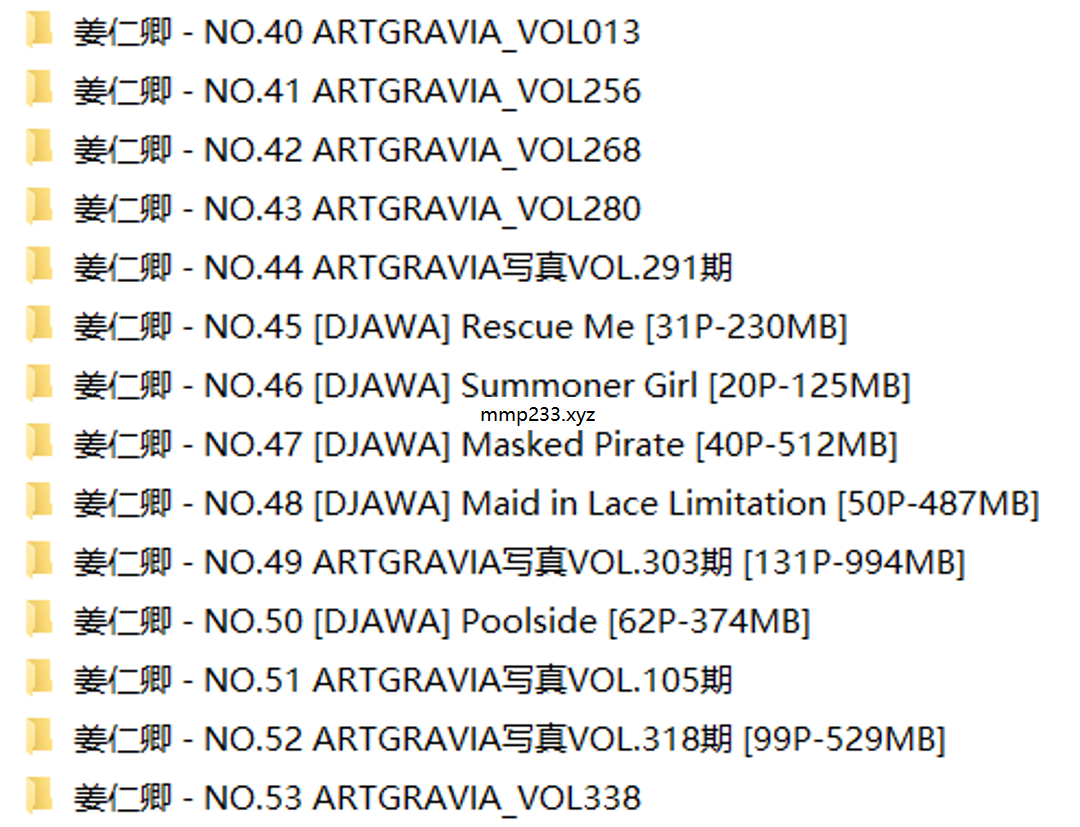 姜仁卿 - NO.40 ARTGRAVIA_VOL013
姜仁卿 - NO.41 ARTGRAVIA_VOL256
姜仁卿 - NO.42 ARTGRAVIA_VOL268
姜仁卿 - NO.43 ARTGRAVIA_VOL280
姜仁卿 - NO.44 ARTGRAVIA写真VOL.291期
姜仁卿 - NO.45 [DJAWA] Rescue Me [31P-230MB]
姜仁卿 - NO.46 [DJAWA] Summoner Girl [20P-125MB]
mmp233.xyz
姜仁卿 - NO.47 [DJAWA] Masked Pirate [40P-512MB]
姜仁卿 - NO.48 [DJAWA] Maid in Lace Limitation [50P-487MB]
姜仁卿 - NO.49 ARTGRAVIA写真VOL.303期 [131P-994MB]
姜仁卿 - NO.50 [DJAWA] Poolside [62P-374MB]
姜仁卿 - NO.51 ARTGRAVIA写真VOL.105期
姜仁卿 - NO.52 ARTGRAVIA写真VOL.318期 [99P-529MB]
姜仁卿 - NO.53 ARTGRAVIA_VOL338